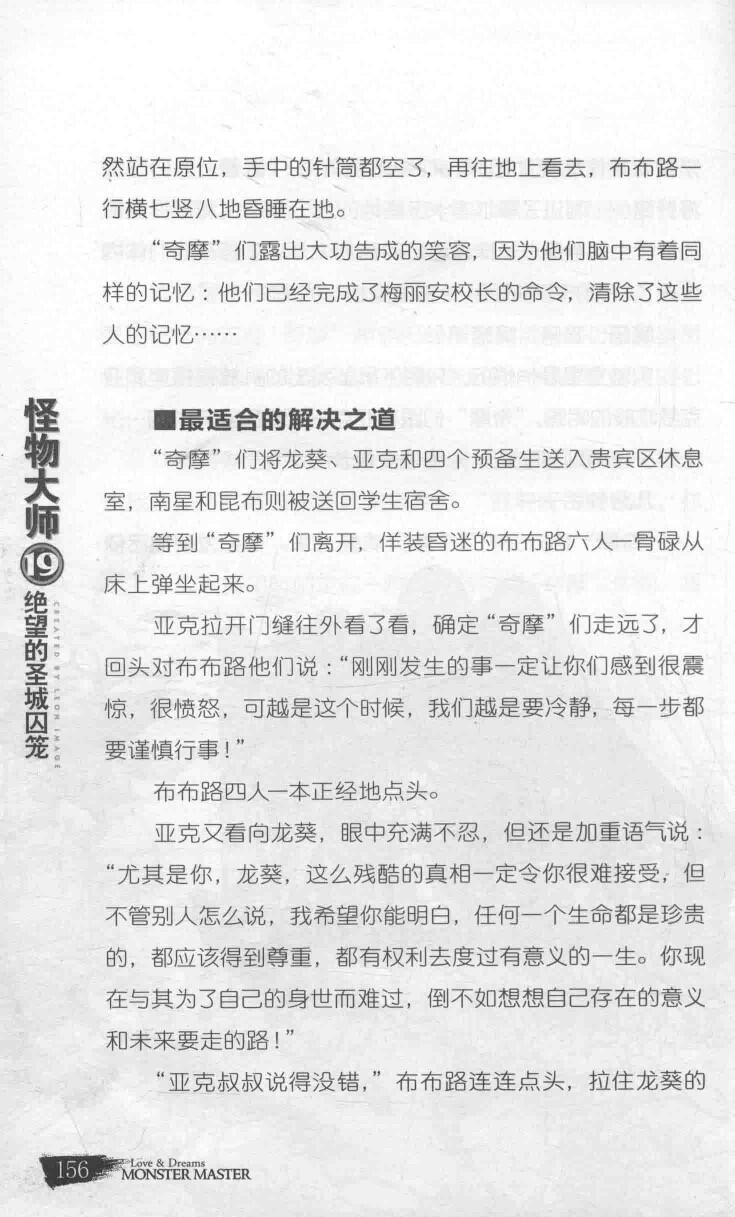 然站在原位，手中的针筒都空了，再往地上看去，布布路一
行横七竖八地昏睡在地。
“奇摩”们露出大功告成的笑容，因为他们脑中有着同
样的记忆：他们已经完成了梅丽安校长的命令，清除了这些
人的记忆……
■最适合的解决之道
“奇摩”们将龙葵、亚克和四个预备生送入贵宾区休息
室，南星和昆布则被送回学生宿舍。
等到“奇摩”们离开，佯装昏迷的布布路六人一骨碌从
床上弹坐起来。
亚克拉开门缝往外看了看，确定“奇摩”们走远了，才
回头对布布路他们说：“刚刚发生的事一定让你们感到很震
惊，很愤怒，可越是这个时候，我们越是要冷静，每一步都
要谨慎行事！”
布布路四人一本正经地点头。
亚克又看向龙葵，眼中充满不忍，但还是加重语气说：
“尤其是你，龙葵，这么残酷的真相一定令你很难接受，但
不管别人怎么说，我希望你能明白，任何一个生命都是珍贵
的，都应该得到尊重，都有权利去度过有意义的一生。你现
在与其为了自己的身世而难过，倒不如想想自己存在的意义
和未来要走的路！”
“亚克叔叔说得没错，”布布路连连点头，拉住龙葵的
怪物大师
19
绝望的圣城囚笼
CREATED BY LEON IMAGE
156
Love & Dreams
MONSTER MASTER